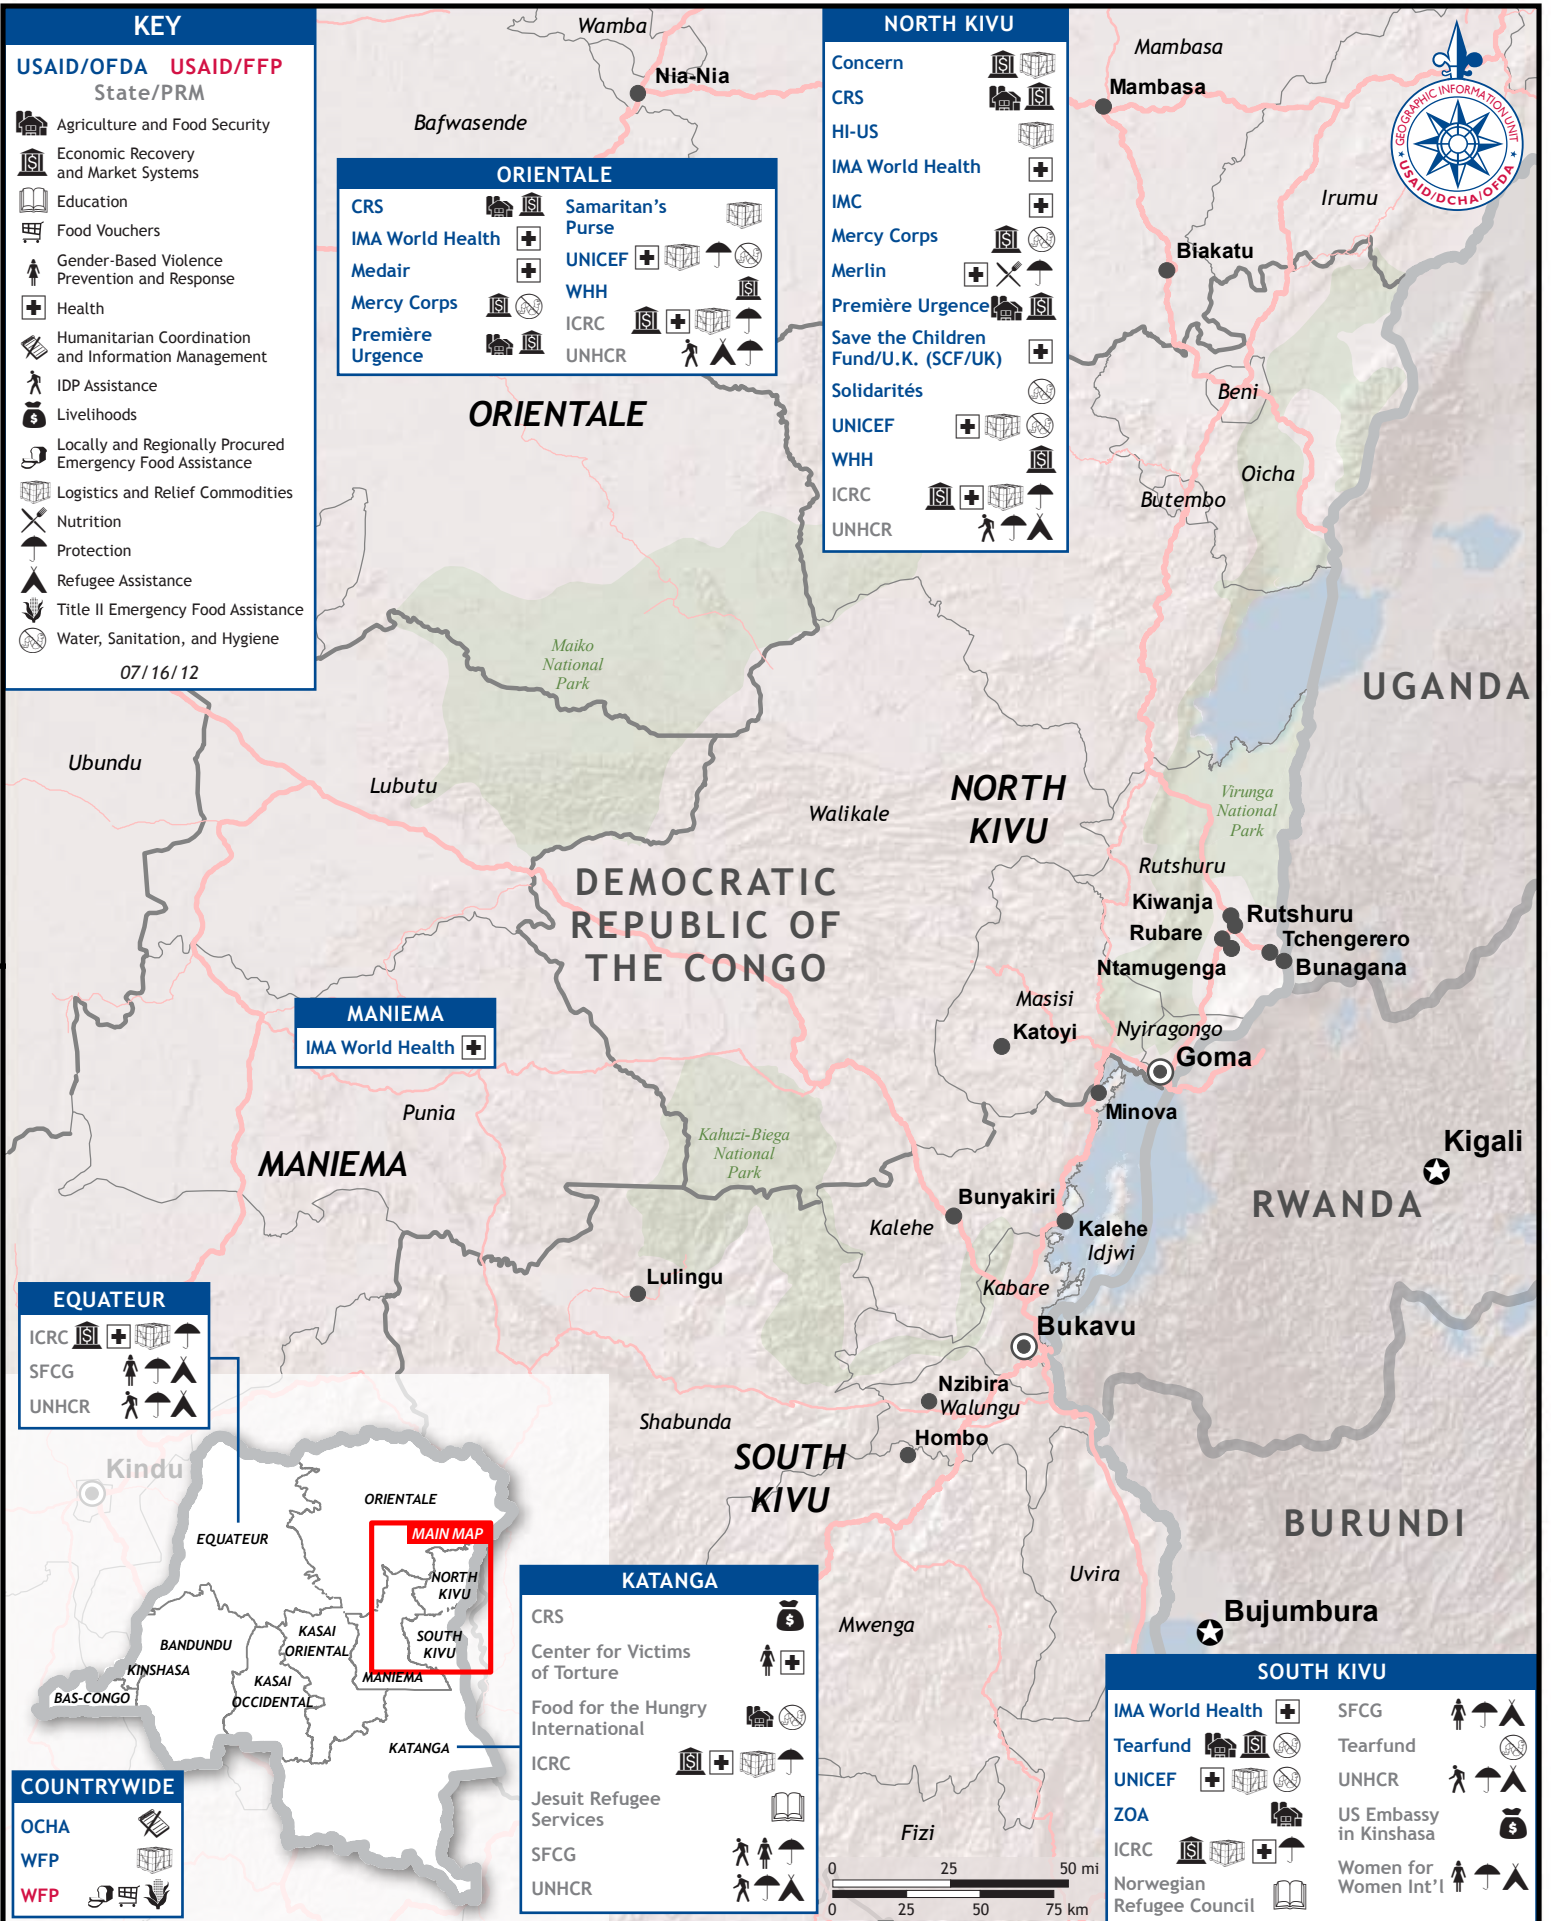 KEY
USAID/OFDA USAID/FFP
State/PRM
Agriculture and Food Security
Economic Recovery
and Market Systems
Education
Food Vouchers
Gender-Based Violence
Prevention and Response
Health
Humanitarian Coordination
and Information Management
IDP Assistance
Livelihoods
Locally and Regionally Procured
Emergency Food Assistance
Logistics and Relief Commodities
Nutrition
Protection
Refugee Assistance
Title II Emergency Food Assistance
Water, Sanitation, and Hygiene
07/16/12
ORIENTALE
CRS
IMA World Health
Medair
Mercy Corps
Première
Urgence
Samaritan's
Purse
UNICEF
WHH
ICRC
UNHCR
NORTH KIVU
Concern
CRS
HI-US
IMA World Health
IMC
Mercy Corps
Merlin
Première Urgence
Save the Children
Fund/U.K. (SCF/UK)
Solidarités
UNICEF
WHH
ICRC
UNHCR
GEOGRAPHIC INFORMATION UNIT
USAID/DCHA/OFDA
Wamba
Nia-Nia
Bafwasende
Mambasa
Mambasa
Irumu
Biakatu
ORIENTALE
Beni
Oicha
Butembo
Maiko
National
Park
UGANDA
Ubundu
Lubutu
Walikale
NORTH
KIVU
Virunga
National
Park
Rutshuru
DEMOCRATIC
REPUBLIC OF
THE CONGO
Kiwanja
Rutshuru
Rubare
Tchengerero
Ntamugenga
Bunagana
Masisi
Katoyi
Nyiragongo
Goma
Minova
MANIEMA
IMA World Health
Punia
MANIEMA
Kahuzi-Biega
National
Park
Kigali
RWANDA
Bunyakiri
Kalehe
Kalehe
Idjwi
Lulingu
Kabare
Bukavu
Nzibira
Walungu
Shabunda
Hombo
SOUTH
KIVU
BURUNDI
Uvira
Bujumbura
Mwenga
Fizi
EQUATEUR
ICRC
SFCG
UNHCR
Kindu
ORIENTALE
MAIN MAP
EQUATEUR
NORTH
KIVU
BANDUNDU
KASAI
ORIENTAL
SOUTH
KIVU
KINSHASA
MANIEMA
KASAI
OCCIDENTAL
BAS-CONGO
KATANGA
COUNTRYWIDE
OCHA
WFP
WFP
KATANGA
CRS
Center for Victims
of Torture
Food for the Hungry
International
ICRC
Jesuit Refugee
Services
SFCG
UNHCR
0 25 50 mi
0 25 50 75 km
SOUTH KIVU
IMA World Health
Tearfund
UNICEF
ZOA
ICRC
Norwegian
Refugee Council
SFCG
Tearfund
UNHCR
US Embassy
in Kinshasa
Women for
Women Int'l